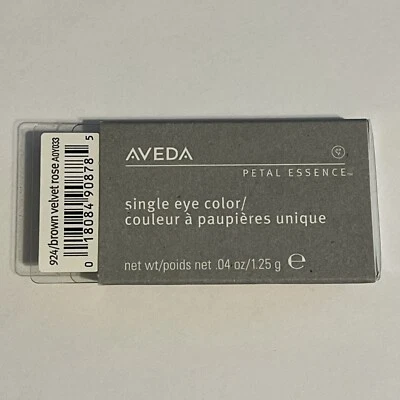 924/brown velvet rose A0Y033
0 18084 90878 5
AVEDA
PETAL ESSENCE™
single eye color/
couleur à paupières unique
net wt/poids net .04 oz/1.25 g ℮